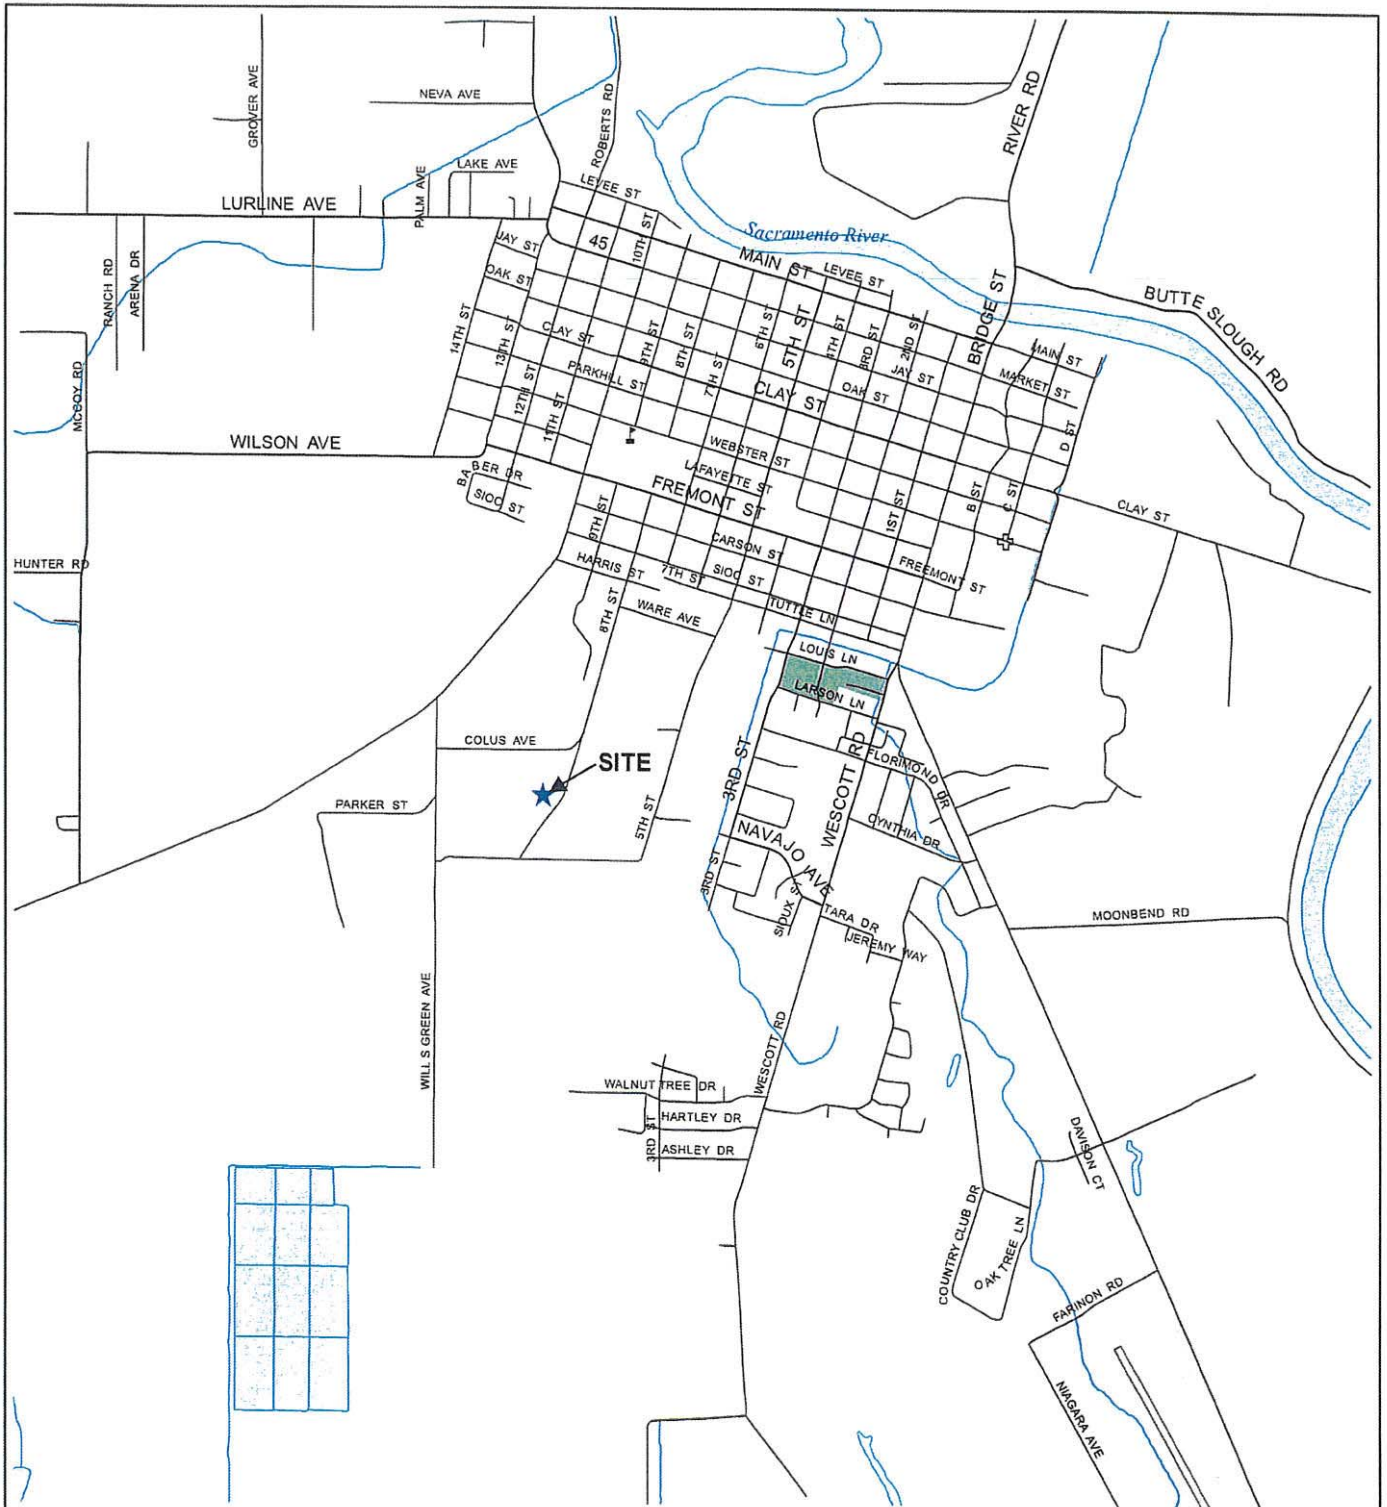 GROVER AVE
NEVA AVE
ROBERTS RD
RIVER RD
LAKE AVE
PALM AVE
LEVEE ST
LURLINE AVE
Sacramento River
45
10TH ST
JAY ST
MAIN ST
LEVEE ST
RANCH RD
ARENA DR
OAK ST
BRIDGE ST
BUTTE SLOUGH RD
14TH ST
13TH ST
CLAY ST
9TH ST
8TH ST
6TH ST
5TH ST
4TH ST
3RD ST
2ND ST
MAIN ST
MCCOY RD
PARKHILL ST
7TH ST
CLAY ST
OAK ST
JAY ST
MARKET ST
12TH ST
11TH ST
WILSON AVE
WEBSTER ST
D ST
BA BER DR
SIOC ST
LAFAYETTE ST
FREMONT ST
9TH ST
1ST ST
B ST
C ST
CLAY ST
CARSON ST
HUNTER RD
HARRIS ST
7TH ST
SIOC ST
FREEMONT ST
8TH ST
WARE AVE
TUTTLE LN
LOUIS LN
LARSON LN
COLUS AVE
SITE
3RD ST
WESCOTT RD
FLORIMOND DR
PARKER ST
5TH ST
NAVAJO AVE
CYNTHIA DR
3RD ST
SIOUX ST
TARA DR
MOONBEND RD
JEREMY WAY
WILL S GREEN AVE
WESCOTT RD
WALNUT TREE DR
HARTLEY DR
3RD ST
ASHLEY DR
DAVISON CT
COUNTRY CLUB DR
OAK TREE LN
FARINON RD
NIAGARA AVE